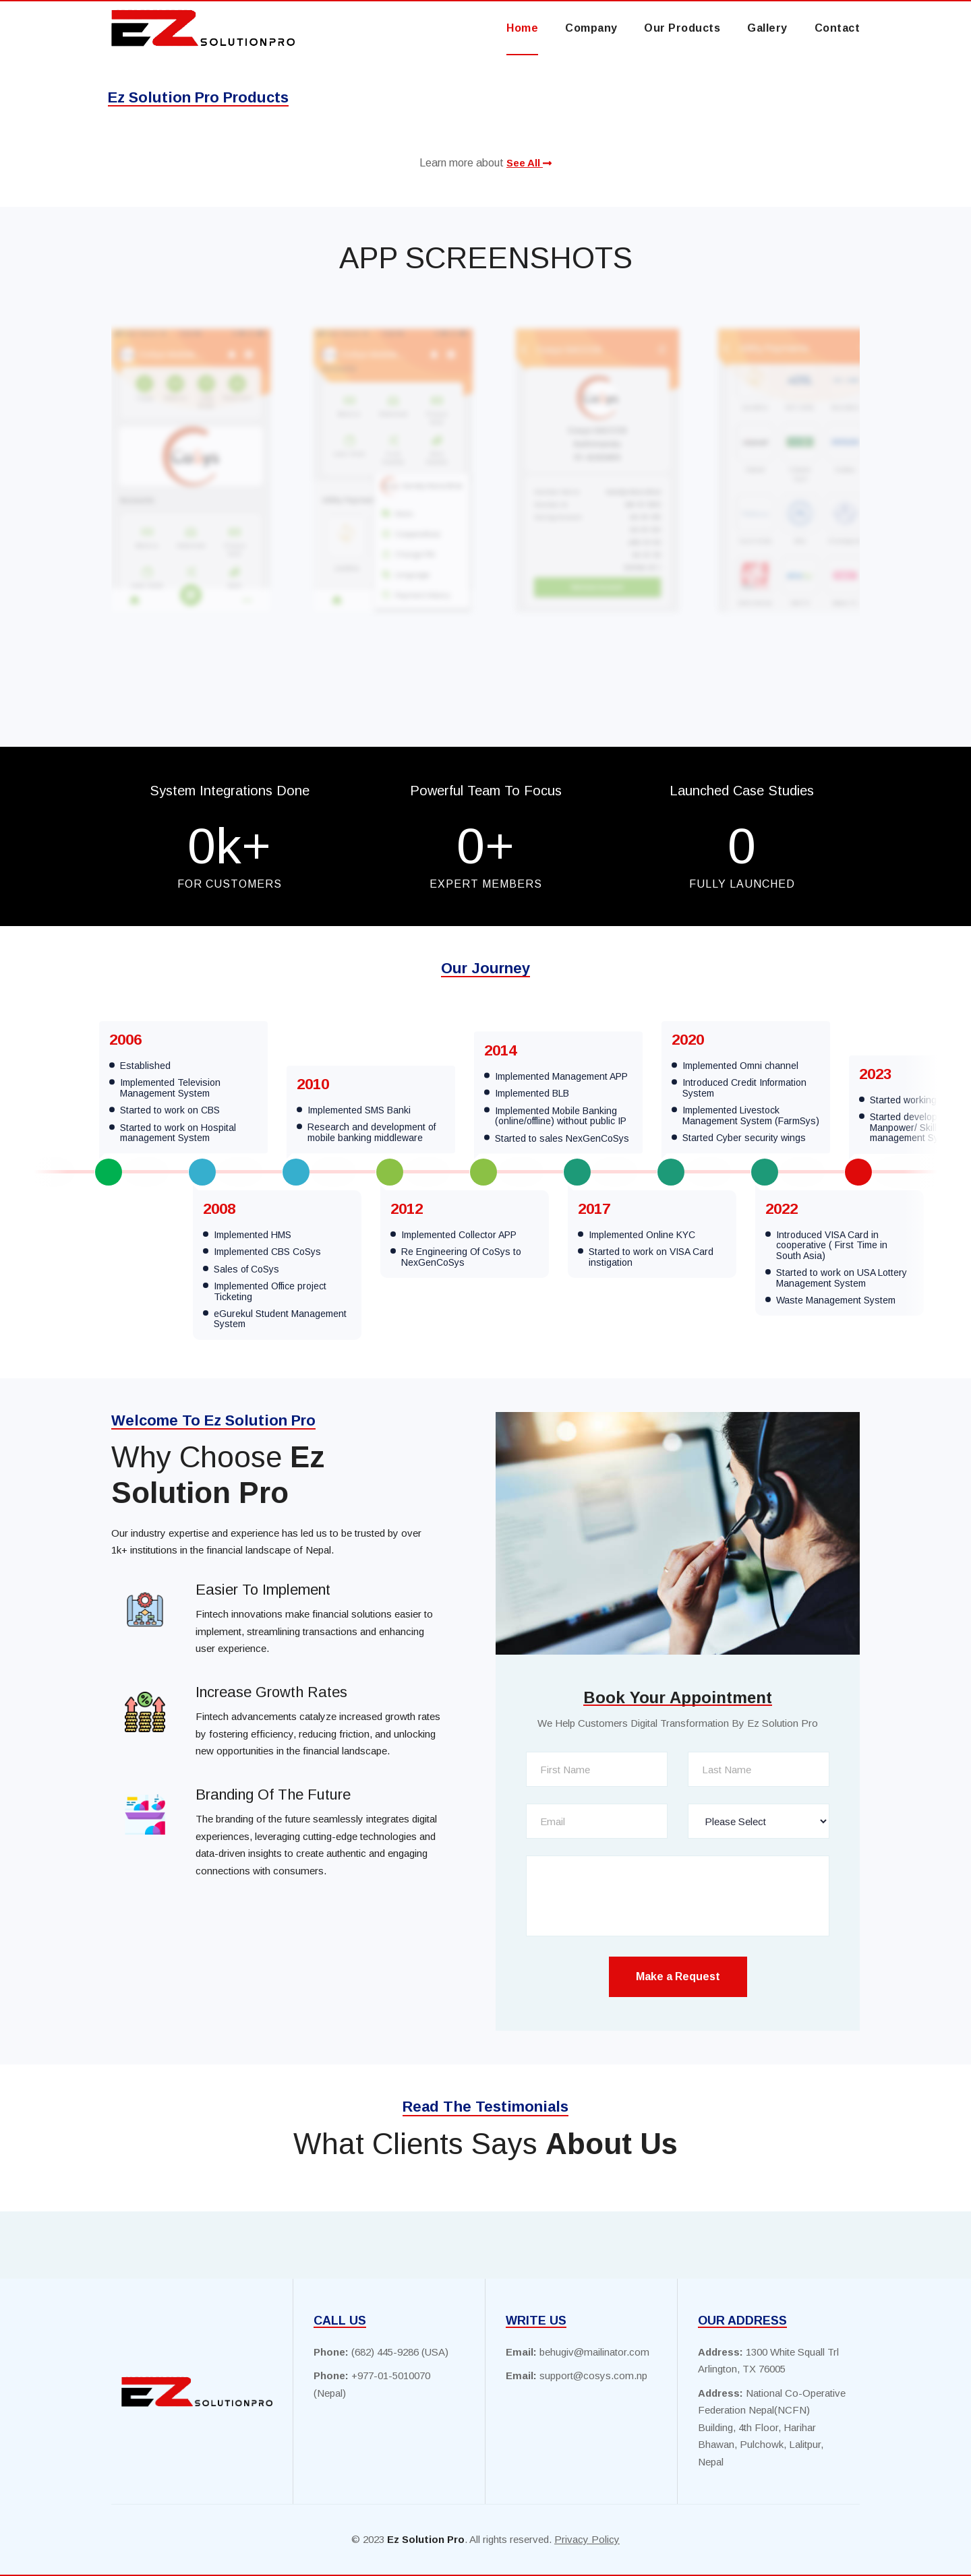 EZ SOLUTIONPRO
Home Company Our Products Gallery Contact
Ez Solution Pro Products
Learn more about See All
APP SCREENSHOTS
System Integrations Done
0k+
FOR CUSTOMERS
Powerful Team To Focus
0+
EXPERT MEMBERS
Launched Case Studies
0
FULLY LAUNCHED
Our Journey
2006
Established
Implemented Television
Management System
Started to work on CBS
Started to work on Hospital
management System
2010
Implemented SMS Banki
Research and development of
mobile banking middleware
2014
Implemented Management APP
Implemented BLB
Implemented Mobile Banking
(online/offline) without public IP
Started to sales NexGenCoSys
2020
Implemented Omni channel
Introduced Credit Information
System
Implemented Livestock
Management System (FarmSys)
Started Cyber security wings
2023
Started working
Started develop
Manpower/ Skil
management S
2008
Implemented HMS
Implemented CBS CoSys
Sales of CoSys
Implemented Office project
Ticketing
eGurekul Student Management
System
2012
Implemented Collector APP
Re Engineering Of CoSys to
NexGenCoSys
2017
Implemented Online KYC
Started to work on VISA Card
instigation
2022
Introduced VISA Card in
cooperative ( First Time in
South Asia)
Started to work on USA Lottery
Management System
Waste Management System
Welcome To Ez Solution Pro
Why Choose Ez
Solution Pro
Our industry expertise and experience has led us to be trusted by over
1k+ institutions in the financial landscape of Nepal.
Easier To Implement
Fintech innovations make financial solutions easier to
implement, streamlining transactions and enhancing
user experience.
Increase Growth Rates
Fintech advancements catalyze increased growth rates
by fostering efficiency, reducing friction, and unlocking
new opportunities in the financial landscape.
Branding Of The Future
The branding of the future seamlessly integrates digital
experiences, leveraging cutting-edge technologies and
data-driven insights to create authentic and engaging
connections with consumers.
Book Your Appointment
We Help Customers Digital Transformation By Ez Solution Pro
First Name
Last Name
Email
Please Select
Make a Request
Read The Testimonials
What Clients Says About Us
EZ SOLUTIONPRO
CALL US
Phone: (682) 445-9286 (USA)
Phone: +977-01-5010070
(Nepal)
WRITE US
Email: behugiv@mailinator.com
Email: support@cosys.com.np
OUR ADDRESS
Address: 1300 White Squall Trl
Arlington, TX 76005
Address: National Co-Operative
Federation Nepal(NCFN)
Building, 4th Floor, Harihar
Bhawan, Pulchowk, Lalitpur,
Nepal
© 2023 Ez Solution Pro. All rights reserved. Privacy Policy